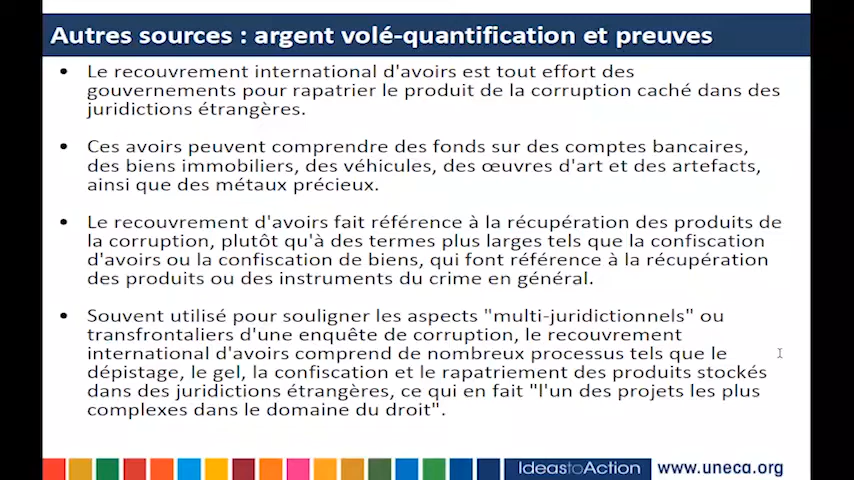 Autres sources : argent volé-quantification et preuves
• Le recouvrement international d'avoirs est tout effort des
gouvernements pour rapatrier le produit de la corruption caché dans des
juridictions étrangères.
• Ces avoirs peuvent comprendre des fonds sur des comptes bancaires,
des biens immobiliers, des véhicules, des œuvres d'art et des artefacts,
ainsi que des métaux précieux.
• Le recouvrement d'avoirs fait référence à la récupération des produits de
la corruption, plutôt qu'à des termes plus larges tels que la confiscation
d'avoirs ou la confiscation de biens, qui font référence à la récupération
des produits ou des instruments du crime en général.
• Souvent utilisé pour souligner les aspects "multi-juridictionnels" ou
transfrontaliers d'une enquête de corruption, le recouvrement
international d'avoirs comprend de nombreux processus tels que le
dépistage, le gel, la confiscation et le rapatriement des produits stockés
dans des juridictions étrangères, ce qui en fait "l'un des projets les plus
complexes dans le domaine du droit".
IdeastoAction www.uneca.org